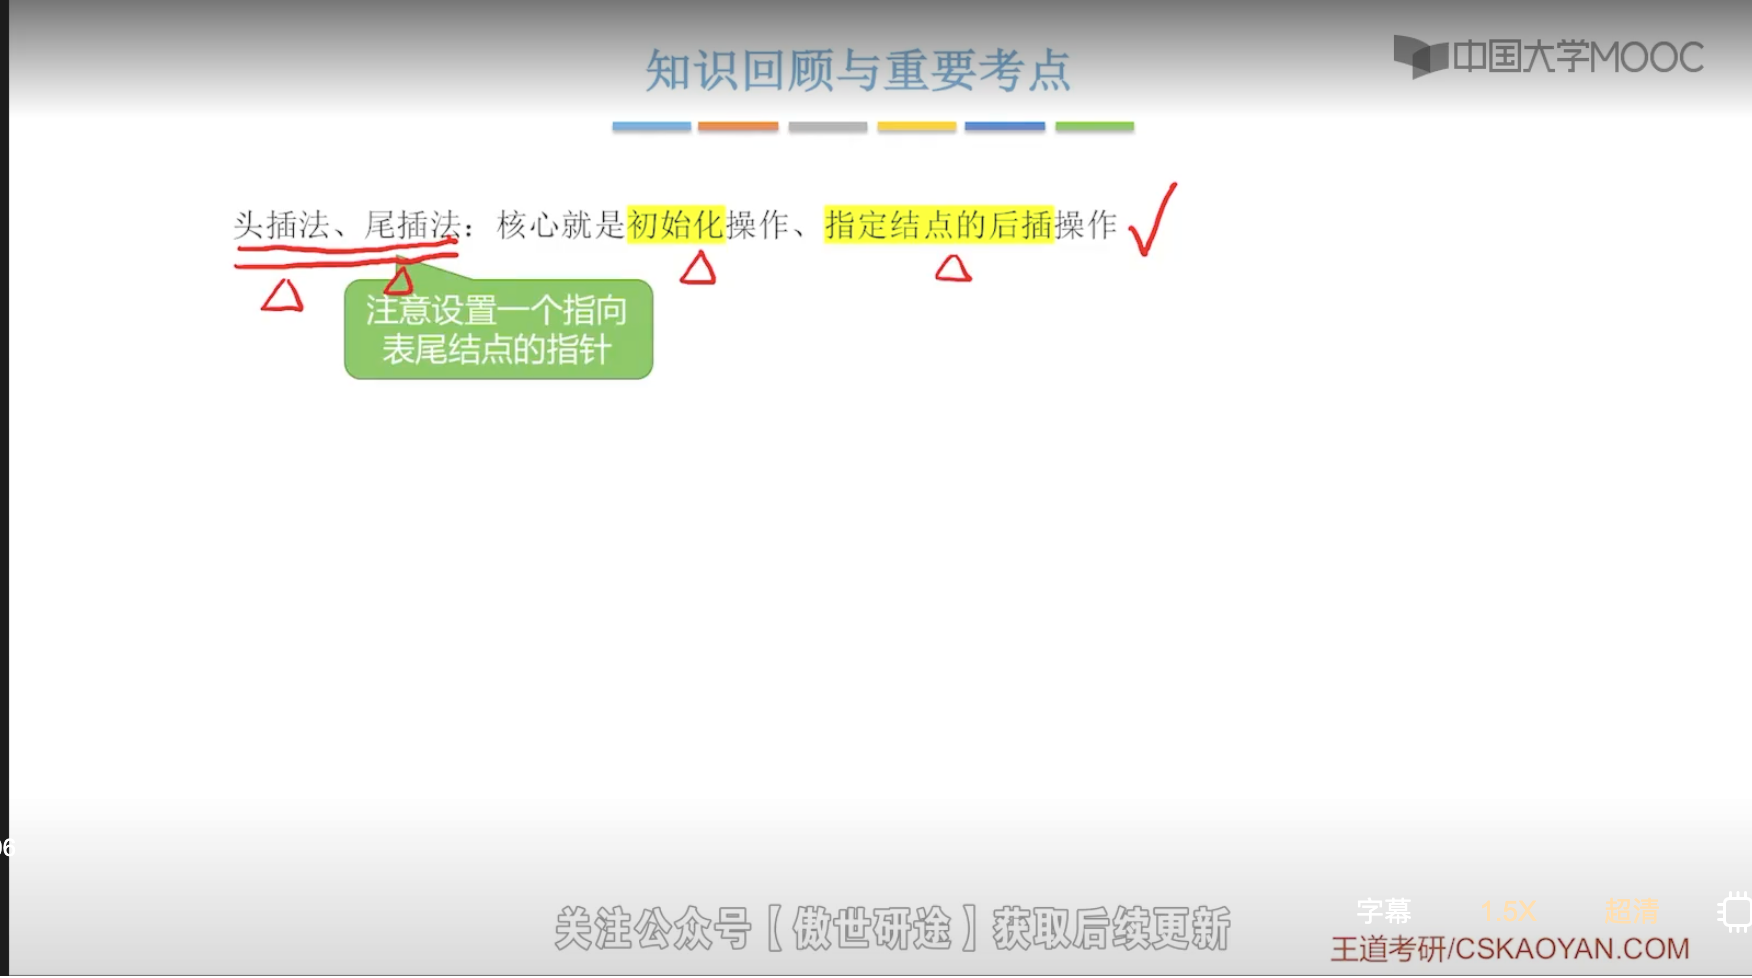 知识回顾与重要考点
中国大学MOOC
头插法、尾插法：核心就是初始化操作、指定结点的后插操作
注意设置一个指向
表尾结点的指针
06
关注公众号【傲世研途】获取后续更新
字幕 1.5X 超清
王道考研/CSKAOYAN.COM